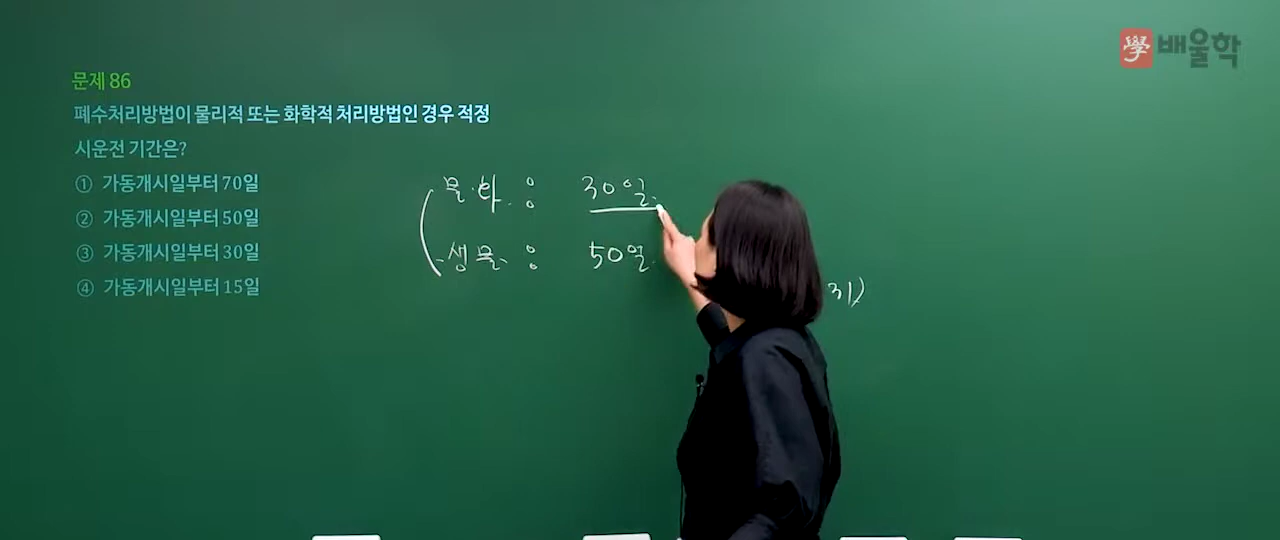 學 배울학
문제 86
폐수처리방법이 물리적 또는 화학적 처리방법인 경우 적정
시운전 기간은?
① 가동개시일부터 70일
② 가동개시일부터 50일
③ 가동개시일부터 30일
④ 가동개시일부터 15일
물·화 : 30일
생물 : 50일